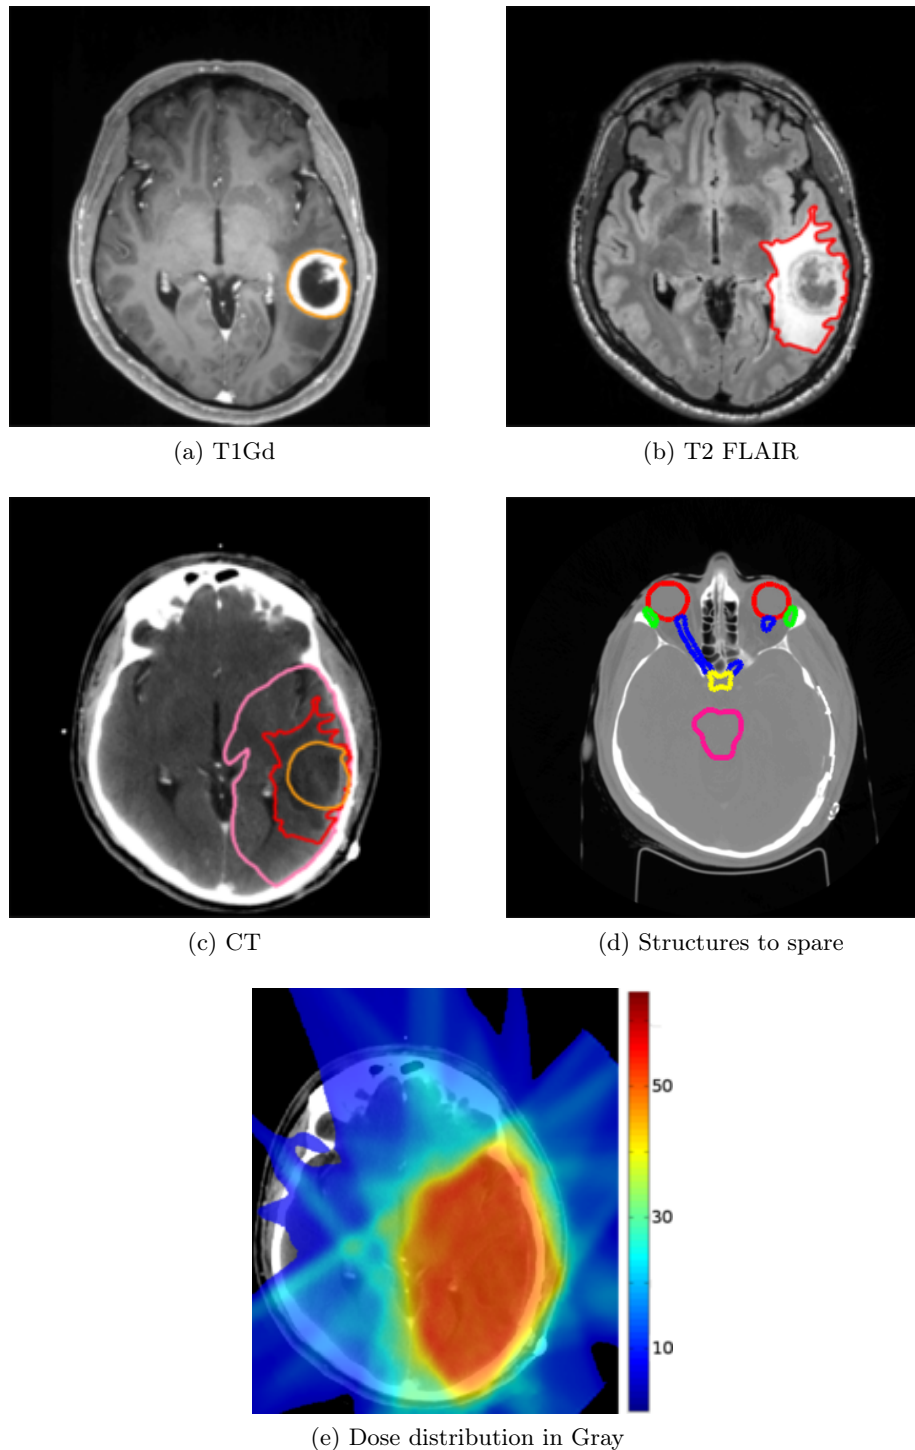 (a) T1Gd
(b) T2 FLAIR
(c) CT
(d) Structures to spare
50
30
10
(e) Dose distribution in Gray